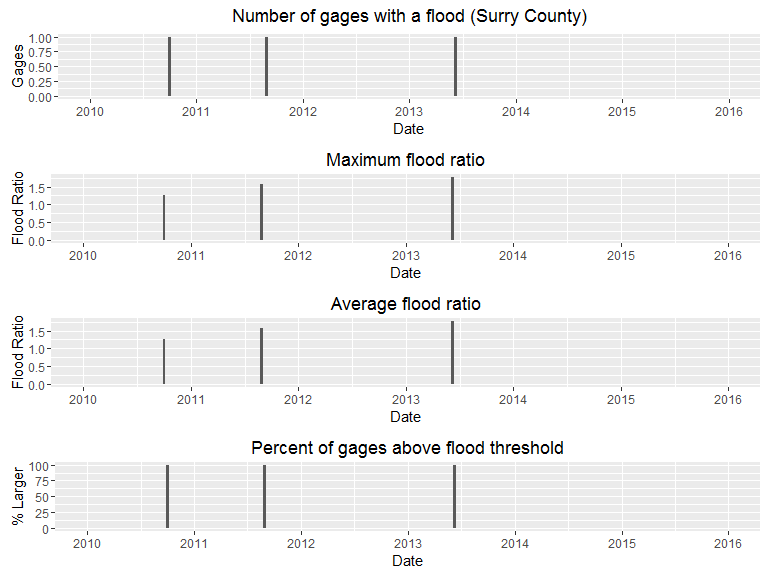 Number of gages with a flood (Surry County)
Gages
1.00
0.75
0.50
0.25
0.00
2010 2011 2012 2013 2014 2015 2016
Date
Maximum flood ratio
Flood Ratio
1.5
1.0
0.5
0.0
2010 2011 2012 2013 2014 2015 2016
Date
Average flood ratio
Flood Ratio
1.5
1.0
0.5
0.0
2010 2011 2012 2013 2014 2015 2016
Date
Percent of gages above flood threshold
% Larger
100
75
50
25
0
2010 2011 2012 2013 2014 2015 2016
Date